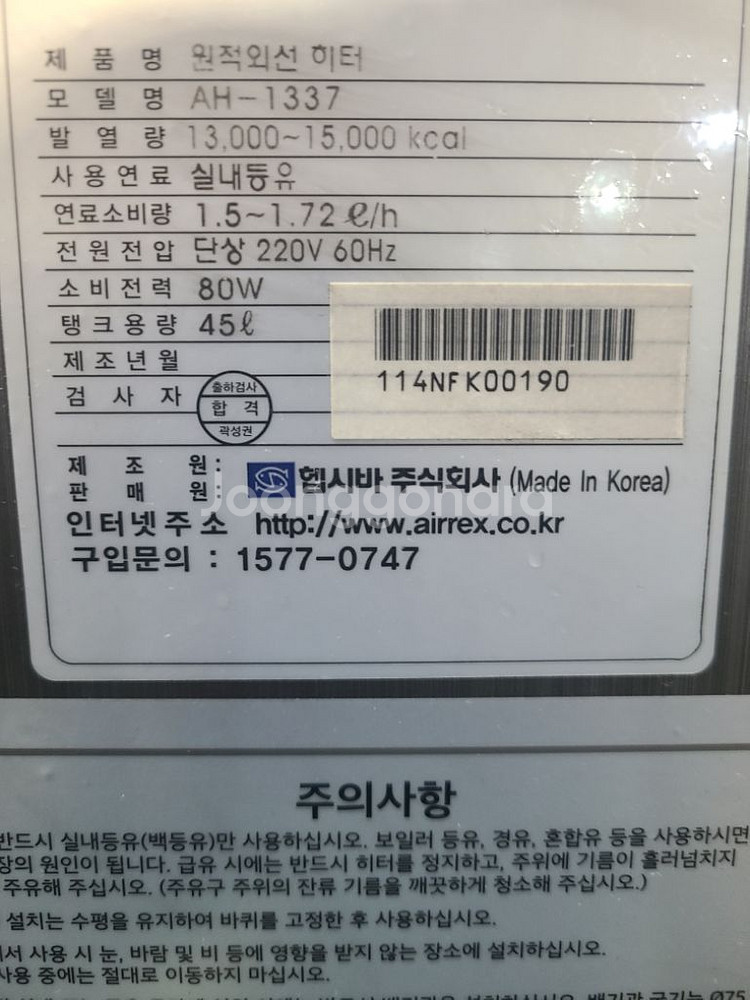 제품명 원적외선 히터
모델명 AH-1337
발열량 13,000~15,000 kcal
사용연료 실내등유
연료소비량 1.5~1.72 ℓ/h
전원전압 단상 220V 60Hz
소비전력 80W
탱크용량 45ℓ
제조년월
114NFK00190
검사자
출하검사
합격
곽성권
제조원:
판매원:
헵시바 주식회사 (Made In Korea)
Joonggonara
인터넷주소 http://www.airrex.co.kr
구입문의 : 1577-0747
주의사항
반드시 실내등유(백등유)만 사용하십시오. 보일러 등유, 경유, 혼합유 등을 사용하시면
장의 원인이 됩니다. 급유 시에는 반드시 히터를 정지하고, 주위에 기름이 흘러넘치지
주유해 주십시오. (주유구 주위의 잔류 기름을 깨끗하게 청소해 주십시오.)
설치는 수평을 유지하여 바퀴를 고정한 후 사용하십시오.
서 사용 시 눈, 바람 및 비 등에 영향을 받지 않는 장소에 설치하십시오.
사용 중에는 절대로 이동하지 마십시오.